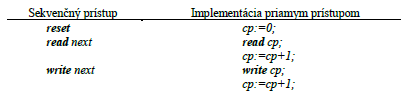 Sekvenčný prístup Implementácia priamym prístupom
reset cp:=0;
read next read cp;
cp:=cp+1;
write next write cp;
cp:=cp+1;